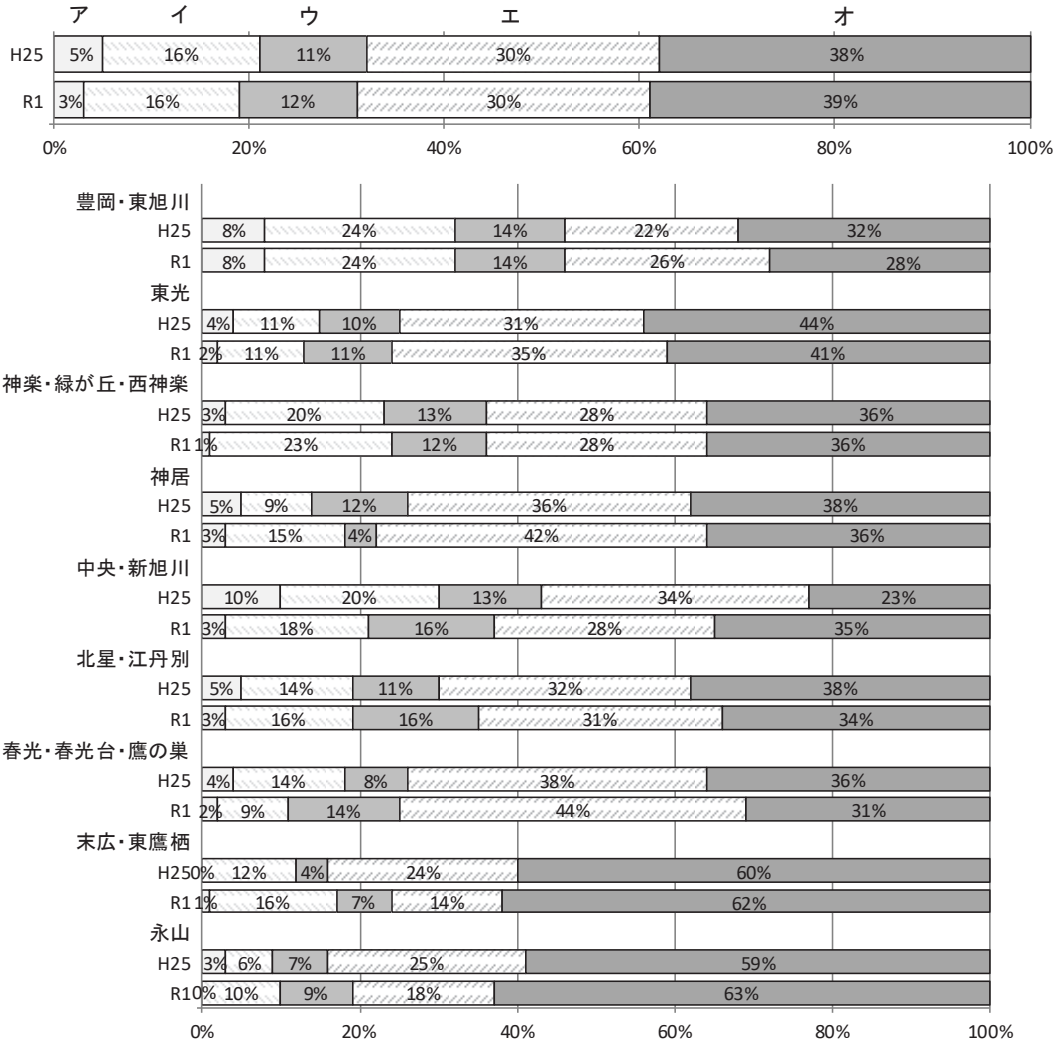 ア イ ウ エ オ
H25 5% 16% 11% 30% 38%
R1 3% 16% 12% 30% 39%
0% 20% 40% 60% 80% 100%
豊岡・東旭川
H25 8% 24% 14% 22% 32%
R1 8% 24% 14% 26% 28%
東光
H25 4% 11% 10% 31% 44%
R1 2% 11% 11% 35% 41%
神楽・緑が丘・西神楽
H25 3% 20% 13% 28% 36%
R1 1% 23% 12% 28% 36%
神居
H25 5% 9% 12% 36% 38%
R1 3% 15% 4% 42% 36%
中央・新旭川
H25 10% 20% 13% 34% 23%
R1 3% 18% 16% 28% 35%
北星・江丹別
H25 5% 14% 11% 32% 38%
R1 3% 16% 16% 31% 34%
春光・春光台・鷹の巣
H25 4% 14% 8% 38% 36%
R1 2% 9% 14% 44% 31%
末広・東鷹栖
H25 0% 12% 4% 24% 60%
R1 1% 16% 7% 14% 62%
永山
H25 3% 6% 7% 25% 59%
R1 0% 10% 9% 18% 63%
0% 20% 40% 60% 80% 100%